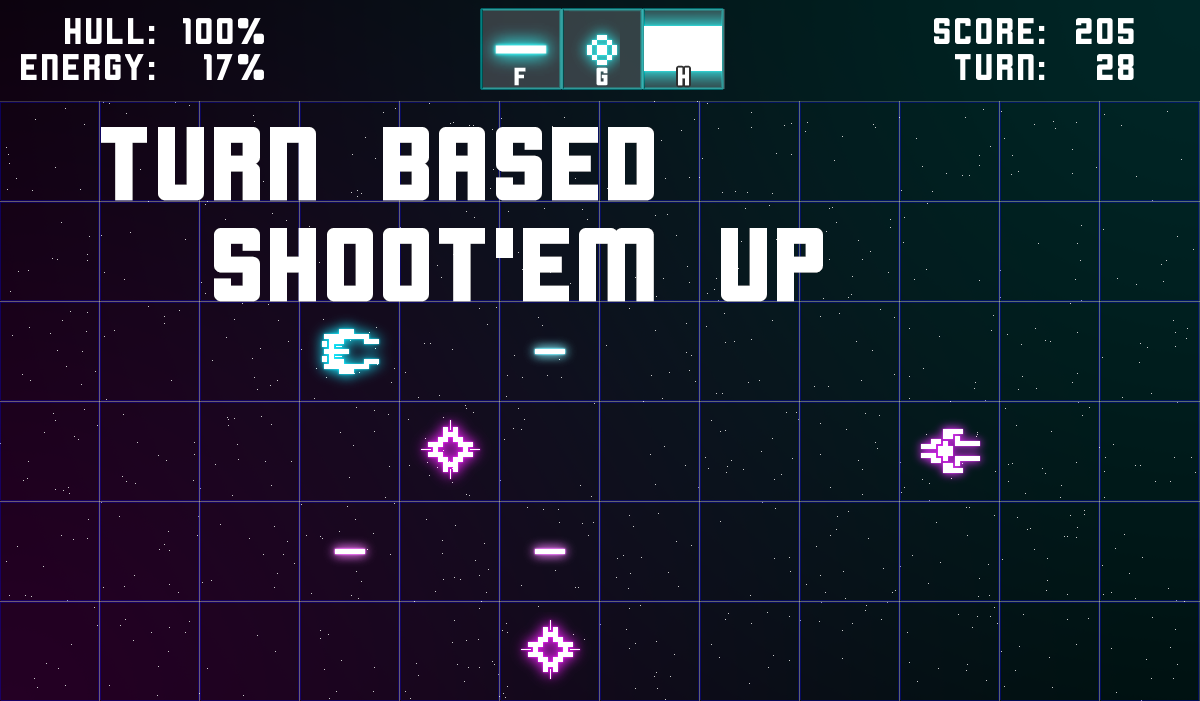 HULL: 100%
ENERGY: 17%
F G H
SCORE: 205
TURN: 28
TURN BASED
SHOOT'EM UP